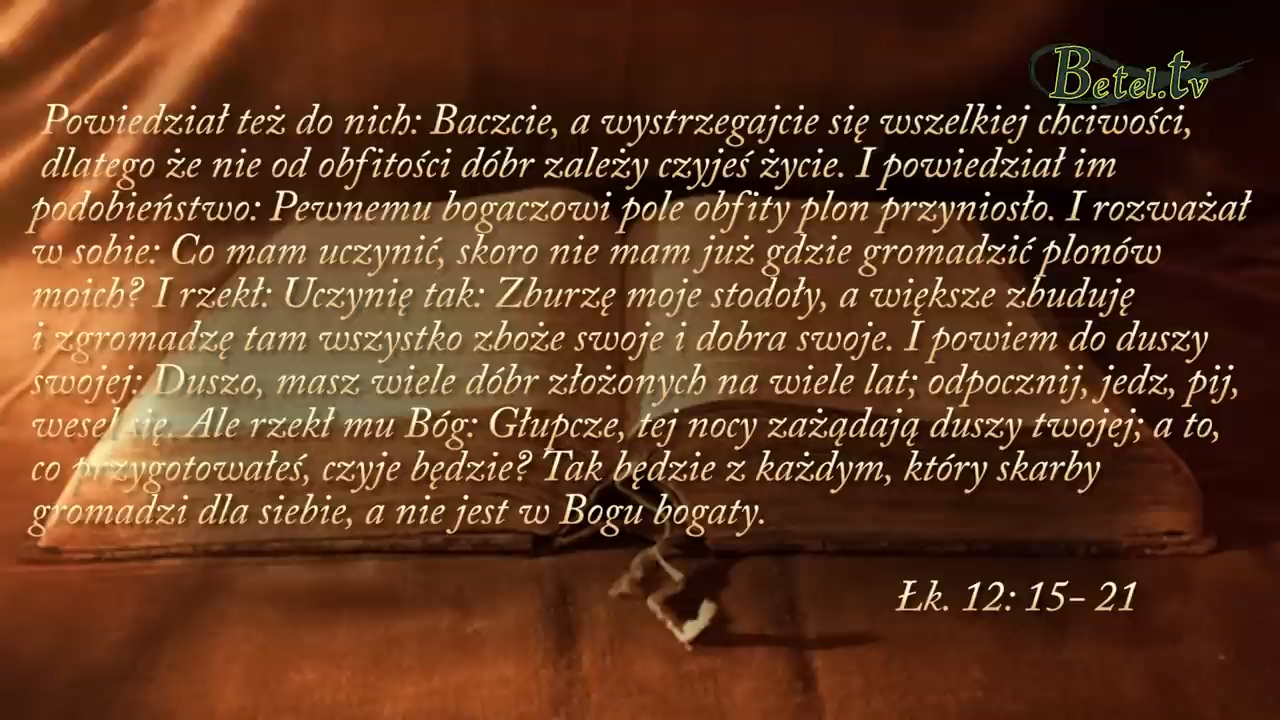 Betel.tv
Powiedział też do nich: Baczcie, a wystrzegajcie się wszelkiej chciwości,
dlatego że nie od obfitości dóbr zależy czyjeś życie. I powiedział im
podobieństwo: Pewnemu bogaczowi pole obfity plon przyniosło. I rozważał
w sobie: Co mam uczynić, skoro nie mam już gdzie gromadzić plonów
moich? I rzekł: Uczynię tak: Zburzę moje stodoły, a większe zbuduję
i zgromadzę tam wszystko zboże swoje i dobra swoje. I powiem do duszy
swojej: Duszo, masz wiele dóbr złożonych na wiele lat; odpocznij, jedz, pij,
wesel się. Ale rzekł mu Bóg: Głupcze, tej nocy zażądają duszy twojej; a to,
co przygotowałeś, czyje będzie? Tak będzie z każdym, który skarby
gromadzi dla siebie, a nie jest w Bogu bogaty.
Łk. 12: 15- 21